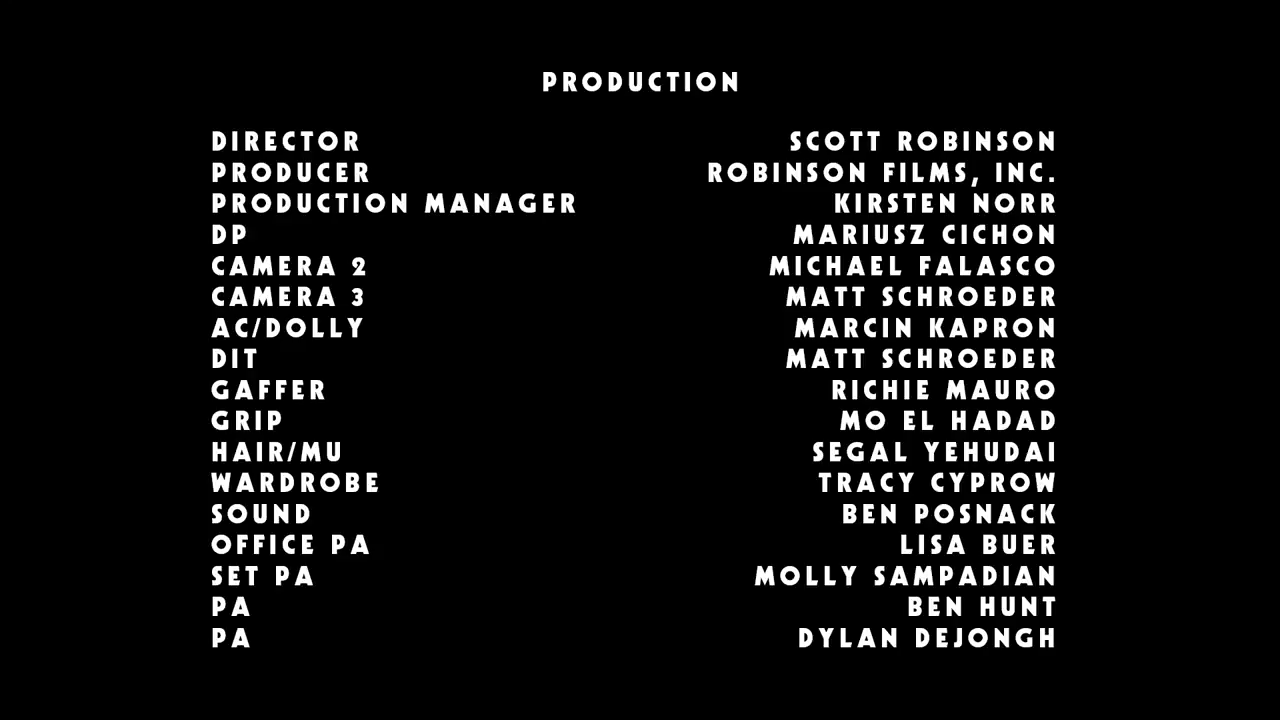 PRODUCTION
DIRECTOR SCOTT ROBINSON
PRODUCER ROBINSON FILMS, INC.
PRODUCTION MANAGER KIRSTEN NORR
DP MARIUSZ CICHON
CAMERA 2 MICHAEL FALASCO
CAMERA 3 MATT SCHROEDER
AC/DOLLY MARCIN KAPRON
DIT MATT SCHROEDER
GAFFER RICHIE MAURO
GRIP MO EL HADAD
HAIR/MU SEGAL YEHUDAI
WARDROBE TRACY CYPROW
SOUND BEN POSNACK
OFFICE PA LISA BUER
SET PA MOLLY SAMPADIAN
PA BEN HUNT
PA DYLAN DEJONGH